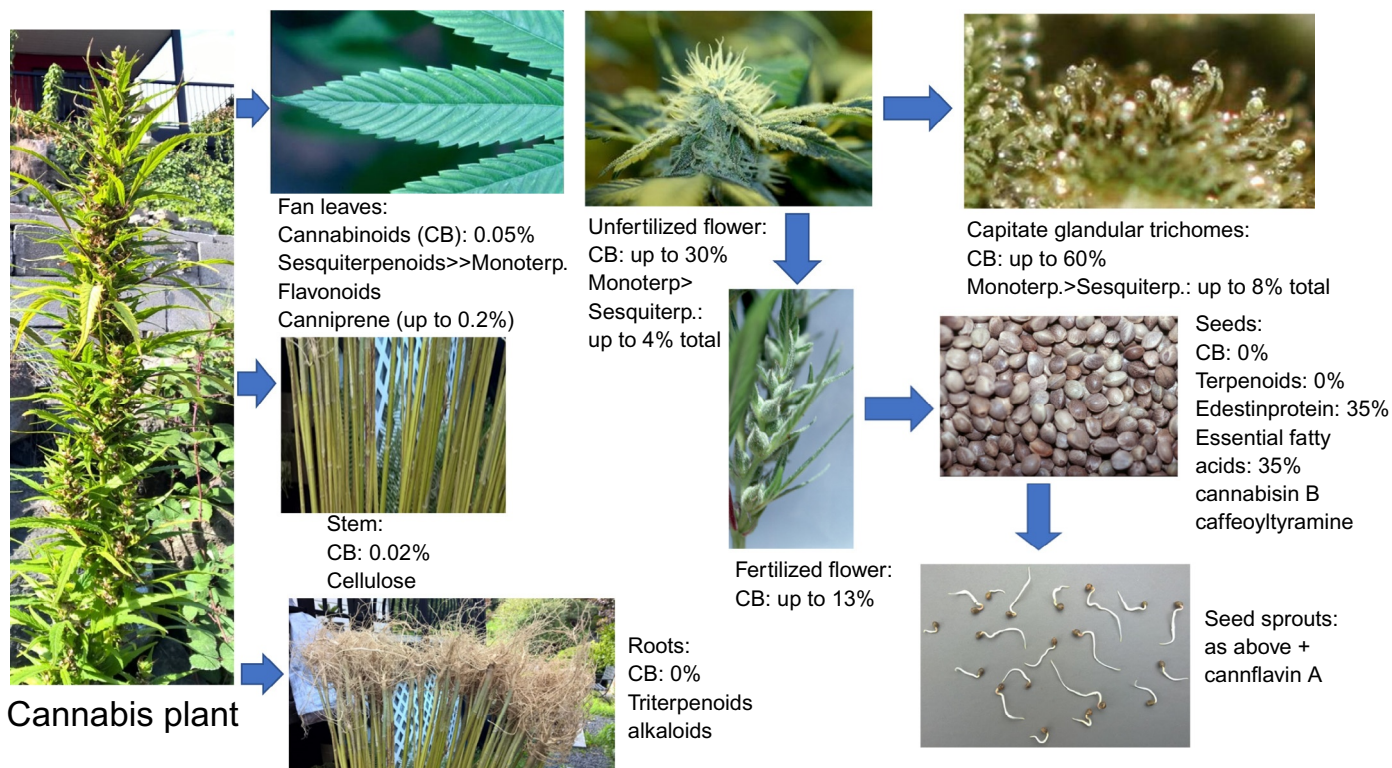 Cannabis plant
Fan leaves:
Cannabinoids (CB): 0.05%
Sesquiterpenoids>>Monoterp.
Flavonoids
Canniprene (up to 0.2%)
Stem:
CB: 0.02%
Cellulose
Roots:
CB: 0%
Triterpenoids
alkaloids
Unfertilized flower:
CB: up to 30%
Monoterp>
Sesquiterp.:
up to 4% total
Fertilized flower:
CB: up to 13%
Capitate glandular trichomes:
CB: up to 60%
Monoterp.>Sesquiterp.: up to 8% total
Seeds:
CB: 0%
Terpenoids: 0%
Edestinprotein: 35%
Essential fatty
acids: 35%
cannabisin B
caffeoyltyramine
Seed sprouts:
as above +
cannflavin A